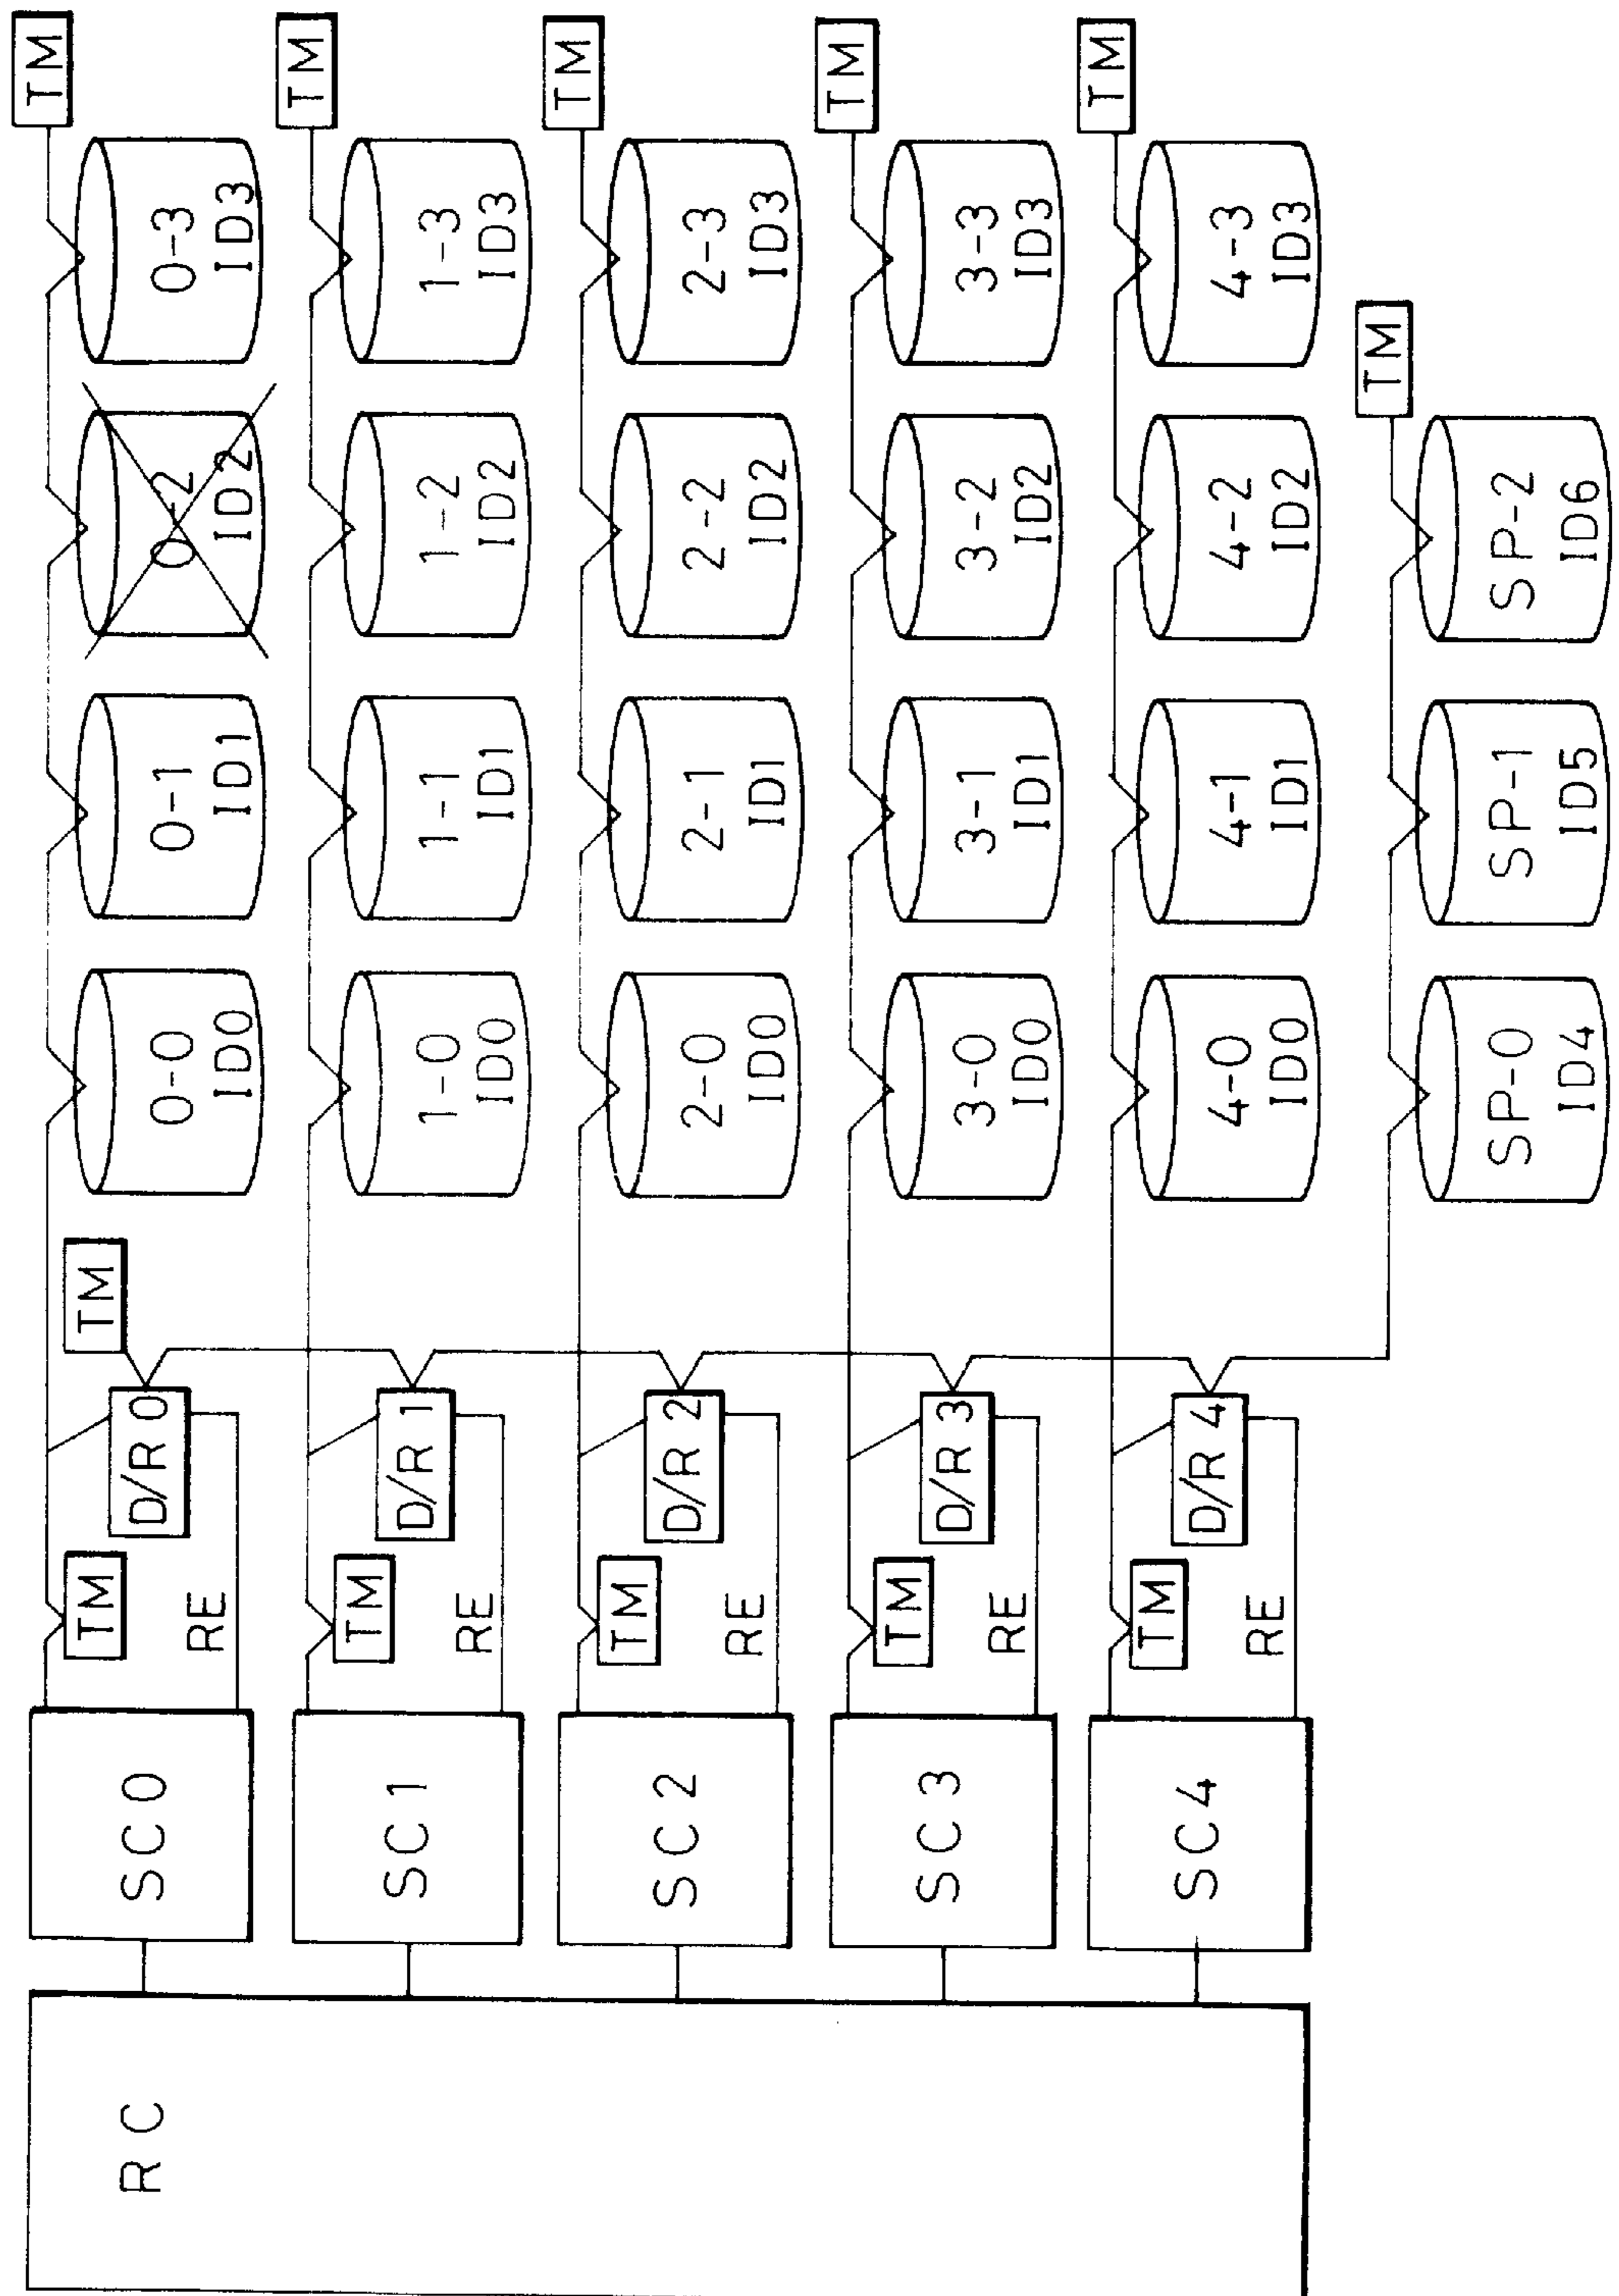 RC
SC0
SC1
SC2
SC3
SC4
TM
RE
D/R 0
TM
TM
RE
D/R 1
TM
RE
D/R 2
TM
RE
D/R 3
TM
RE
D/R 4
0-0
ID0
0-1
ID1
0-2
ID2
0-3
ID3
TM
1-0
ID0
1-1
ID1
1-2
ID2
1-3
ID3
TM
2-0
ID0
2-1
ID1
2-2
ID2
2-3
ID3
TM
3-0
ID0
3-1
ID1
3-2
ID2
3-3
ID3
TM
4-0
ID0
4-1
ID1
4-2
ID2
4-3
ID3
TM
SP-0
ID4
SP-1
ID5
SP-2
ID6
TM